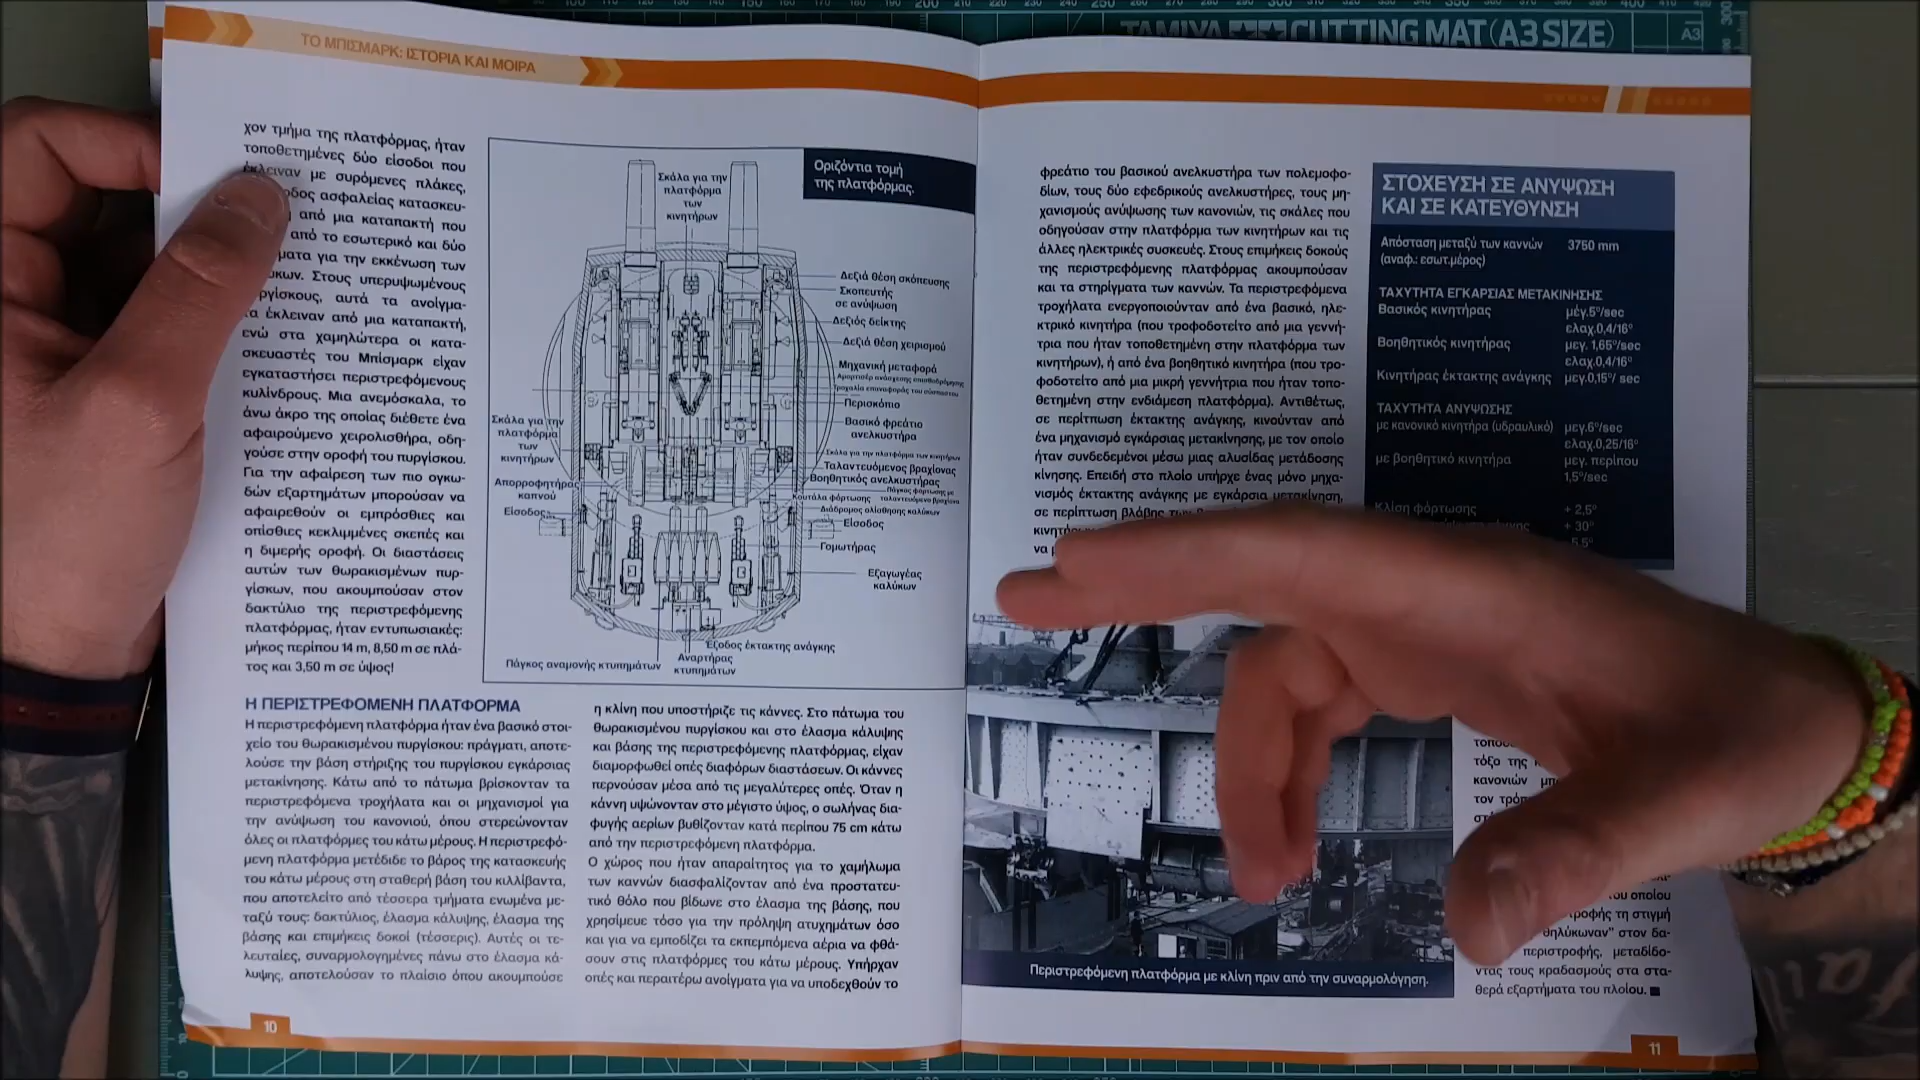 TAMIYA CUTTING MAT (A3 SIZE)
A3
ΤΟ ΜΠΙΣΜΑΡΚ: ΙΣΤΟΡΙΑ ΚΑΙ ΜΟΙΡΑ
χον τμήμα της πλατφόρμας, ήταν
τοποθετημένες δύο είσοδοι που
έκλειναν με συρόμενες πλάκες,
οδος ασφαλείας κατασκευ-
από μια καταπακτή που
από το εσωτερικό και δύο
ματα για την εκκένωση των
Στους υπερυψωμένους
αυτά τα ανοίγμα-
έκλειναν από μια καταπακτή,
ενώ στα χαμηλώτερα οι κατα-
σκευαστές του Μπίσμαρκ είχαν
εγκαταστήσει περιστρεφόμενους
κυλίνδρους. Μια ανεμόσκαλα, το
άνω άκρο της οποίας διέθετε ένα
αφαιρούμενο χειρολισθήρα, οδη-
γούσε στην οροφή του πυργίσκου.
Για την αφαίρεση των πιο ογκω-
δών εξαρτημάτων μπορούσαν να
αφαιρεθούν οι εμπρόσθιες και
οπίσθιες κεκλιμμένες σκεπές και
η διμερής οροφή. Οι διαστάσεις
αυτών των θωρακισμένων πυρ-
γίσκων, που ακουμπούσαν στον
δακτύλιο της περιστρεφόμενης
πλατφόρμας, ήταν εντυπωσιακές:
μήκος περίπου 14 m, 8,50 m σε πλά-
τος και 3,50 m σε ύψος!
Οριζόντια τομή
της πλατφόρμας.
Σκάλα για την
πλατφόρμα
των
κινητήρων
Δεξιά θέση σκόπευσης
Σκοπευτής
σε ανύψωση
Δεξιός δείκτης
Δεξιά θέση χειρισμού
Μηχανική μεταφορά
Περισκόπιο
Βασικό φρεάτιο
ανελκυστήρα
Σκάλα για την πλατφόρμα των κινητήρων
Ταλαντευόμενος βραχίονας
Βοηθητικός ανελκυστήρας
Πάγκος φόρτωσης με
ταλαντευόμενο βραχίονα
Κουτάλα φόρτωσης
Διάδρομος ολίσθησης καλύκων
Είσοδος
Γομωτήρας
Εξαγωγέας
καλύκων
Σκάλα για την
πλατφόρμα
των
κινητήρων
Απορροφητήρας
καπνού
Είσοδος
Έξοδος έκτακτης ανάγκης
Πάγκος αναμονής κτυπημάτων
Αναρτήρας
κτυπημάτων
Η ΠΕΡΙΣΤΡΕΦΟΜΕΝΗ ΠΛΑΤΦΟΡΜΑ
Η περιστρεφόμενη πλατφόρμα ήταν ένα βασικό στοι-
χείο του θωρακισμένου πυργίσκου: πράγματι, αποτε-
λούσε την βάση στήριξης του πυργίσκου εγκάρσιας
μετακίνησης. Κάτω από το πάτωμα βρίσκονταν τα
περιστρεφόμενα τροχήλατα και οι μηχανισμοί για
την ανύψωση του κανονιού, όπου στερεώνονταν
όλες οι πλατφόρμες του κάτω μέρους. Η περιστρεφό-
μενη πλατφόρμα μετέδιδε το βάρος της κατασκευής
του κάτω μέρους στη σταθερή βάση του κιλλίβαντα,
που αποτελείτο από τέσσερα τμήματα ενωμένα με-
ταξύ τους: δακτύλιος, έλασμα κάλυψης, έλασμα της
βάσης και επιμήκεις δοκοί (τέσσερις). Αυτές οι τε-
λευταίες, συναρμολογημένες πάνω στο έλασμα κά-
λυψης, αποτελούσαν το πλαίσιο όπου ακουμπούσε
η κλίνη που υποστήριζε τις κάννες. Στο πάτωμα του
θωρακισμένου πυργίσκου και στο έλασμα κάλυψης
και βάσης της περιστρεφόμενης πλατφόρμας, είχαν
διαμορφωθεί οπές διαφόρων διαστάσεων. Οι κάννες
περνούσαν μέσα από τις μεγαλύτερες οπές. Όταν η
κάννη υψώνονταν στο μέγιστο ύψος, ο σωλήνας δια-
φυγής αερίων βυθίζονταν κατά περίπου 75 cm κάτω
από την περιστρεφόμενη πλατφόρμα.
Ο χώρος που ήταν απαραίτητος για το χαμήλωμα
των καννών διασφαλίζονταν από ένα προστατευ-
τικό θόλο που βίδωνε στο έλασμα της βάσης, που
χρησίμευε τόσο για την πρόληψη ατυχημάτων όσο
και για να εμποδίζει τα εκπεμπόμενα αέρια να φθά-
σουν στις πλατφόρμες του κάτω μέρους. Υπήρχαν
οπές και περαιτέρω ανοίγματα για να υποδεχθούν το
10
φρεάτιο του βασικού ανελκυστήρα των πολεμοφο-
δίων, τους δύο εφεδρικούς ανελκυστήρες, τους μη-
χανισμούς ανύψωσης των κανονιών, τις σκάλες που
οδηγούσαν στην πλατφόρμα των κινητήρων και τις
άλλες ηλεκτρικές συσκευές. Στους επιμήκεις δοκούς
της περιστρεφόμενης πλατφόρμας ακουμπούσαν
και τα στηρίγματα των καννών. Τα περιστρεφόμενα
τροχήλατα ενεργοποιούνταν από ένα βασικό, ηλε-
κτρικό κινητήρα (που τροφοδοτείτο από μια γεννή-
τρια που ήταν τοποθετημένη στην πλατφόρμα των
κινητήρων), ή από ένα βοηθητικό κινητήρα (που τρο-
φοδοτείτο από μια μικρή γεννήτρια που ήταν τοπο-
θετημένη στην ενδιάμεση πλατφόρμα). Αντιθέτως,
σε περίπτωση έκτακτης ανάγκης, κινούνταν από
ένα μηχανισμό εγκάρσιας μετακίνησης, με τον οποίο
ήταν συνδεδεμένοι μέσω μιας αλυσίδας μετάδοσης
κίνησης. Επειδή στο πλοίο υπήρχε ένας μόνο μηχα-
νισμός έκτακτης ανάγκης με εγκάρσια μετακίνηση,
σε περίπτωση βλάβης των
κινητήρων
να
ΣΤΟΧΕΥΣΗ ΣΕ ΑΝΥΨΩΣΗ
ΚΑΙ ΣΕ ΚΑΤΕΥΘΥΝΣΗ
Απόσταση μεταξύ των καννών 3750 mm
(αναφ.: εσωτ.μέρος)
ΤΑΧΥΤΗΤΑ ΕΓΚΑΡΣΙΑΣ ΜΕΤΑΚΙΝΗΣΗΣ
Βασικός κινητήρας μέγ.5°/sec
ελαχ.0,4/16°
Βοηθητικός κινητήρας μεγ. 1,65°/sec
ελαχ.0,4/16°
Κινητήρας έκτακτης ανάγκης μεγ.0,15°/ sec
ΤΑΧΥΤΗΤΑ ΑΝΥΨΩΣΗΣ
με κανονικό κινητήρα (υδραυλικό) μεγ.6°/sec
ελαχ.0,25/16°
με βοηθητικό κινητήρα μεγ. περίπου
1,5°/sec
Κλίση φόρτωσης + 2,5°
+ 30°
5,5°
τόξο της
κανονιών
τον
του οποίου
τροφής τη στιγμή
θηλύκωναν" στον δα-
περιστροφής, μεταδίδο-
ντας τους κραδασμούς στα στα-
θερά εξαρτήματα του πλοίου.
Περιστρεφόμενη πλατφόρμα με κλίνη πριν από την συναρμολόγηση.
11